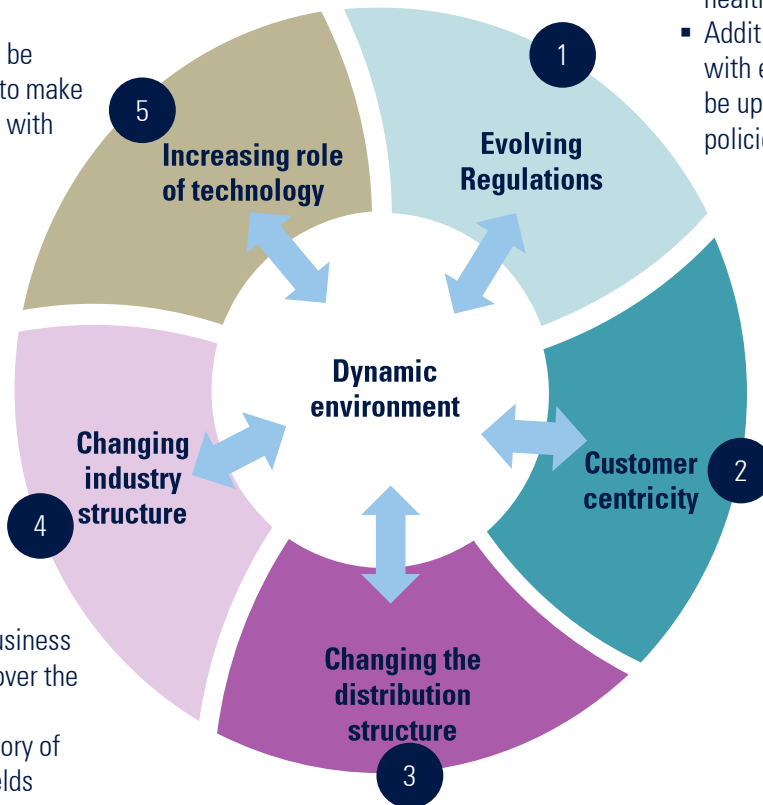 health
▪ Addit
with e
be up
policie
be
to make
with
1
Evolving
Regulations
5
Increasing role
of technology
Dynamic
environment
2
Customer
centricity
4
Changing
industry
structure
3
Changing the
distribution
structure
usiness
over the
ory of
elds